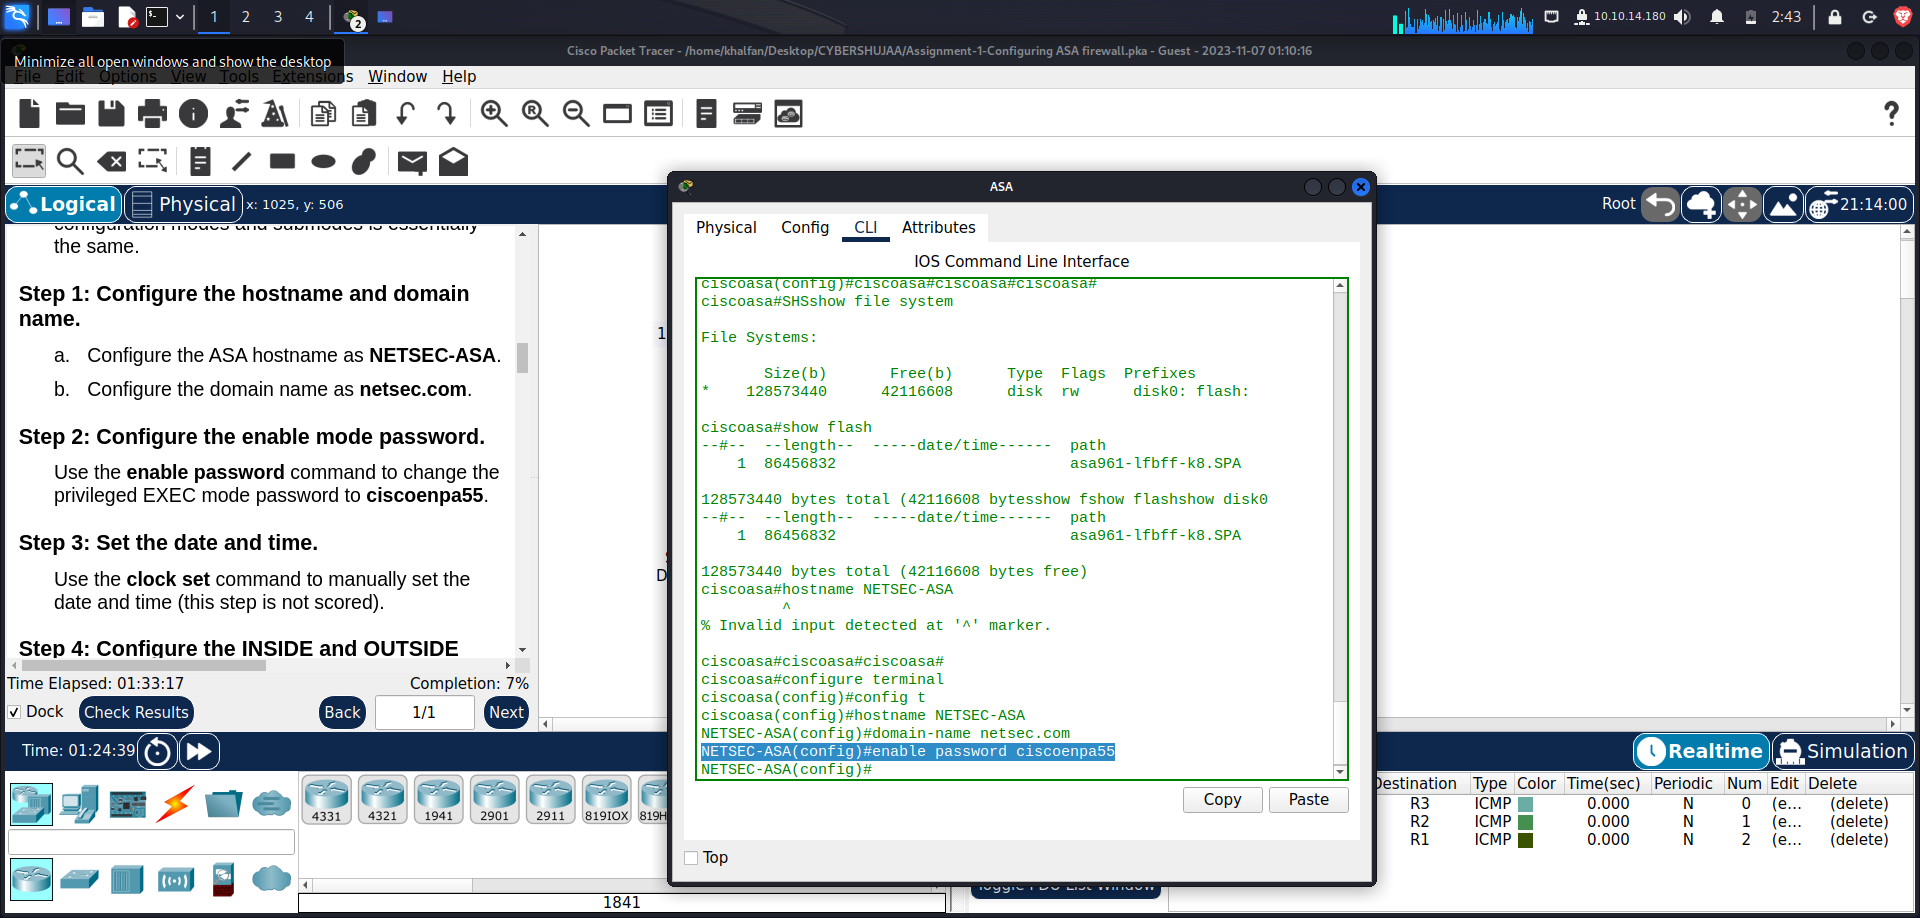 1
2
3
4
2
10.10.14.180
2:43
Cisco Packet Tracer - /home/khalfan/Desktop/CYBERSHUJAA/Assignment-1-Configuring ASA firewall.pka - Guest - 2023-11-07 01:10:16
Minimize all open windows and show the desktop
File Edit Options View Tools Extensions Window Help
Logical
Physical
x: 1025, y: 506
Root
21:14:00
configuration modes and submodes is essentially
the same.
Step 1: Configure the hostname and domain
name.
a. Configure the ASA hostname as NETSEC-ASA.
b. Configure the domain name as netsec.com.
Step 2: Configure the enable mode password.
Use the enable password command to change the
privileged EXEC mode password to ciscoenpa55.
Step 3: Set the date and time.
Use the clock set command to manually set the
date and time (this step is not scored).
Step 4: Configure the INSIDE and OUTSIDE
Time Elapsed: 01:33:17
Completion: 7%
Dock
Check Results
Back
1/1
Next
1
D
ASA
Physical Config CLI Attributes
IOS Command Line Interface
ciscoasa(config)#ciscoasa#ciscoasa#ciscoasa#
ciscoasa#SHSshow file system
File Systems:
Size(b) Free(b) Type Flags Prefixes
* 128573440 42116608 disk rw disk0: flash:
ciscoasa#show flash
--#-- --length-- -----date/time------ path
1 86456832 asa961-lfbff-k8.SPA
128573440 bytes total (42116608 bytesshow fshow flashshow disk0
--#-- --length-- -----date/time------ path
1 86456832 asa961-lfbff-k8.SPA
128573440 bytes total (42116608 bytes free)
ciscoasa#hostname NETSEC-ASA
^
% Invalid input detected at '^' marker.
ciscoasa#ciscoasa#ciscoasa#
ciscoasa#configure terminal
ciscoasa(config)#config t
ciscoasa(config)#hostname NETSEC-ASA
NETSEC-ASA(config)#domain-name netsec.com
NETSEC-ASA(config)#enable password ciscoenpa55
NETSEC-ASA(config)#
Copy
Paste
Top
Time: 01:24:39
Realtime
Simulation
4331
4321
1941
2901
2911
819IOX
819H
1841
Toggle PDU List Window
Destination Type Color Time(sec) Periodic Num Edit Delete
R3 ICMP 0.000 N 0 (e... (delete)
R2 ICMP 0.000 N 1 (e... (delete)
R1 ICMP 0.000 N 2 (e... (delete)